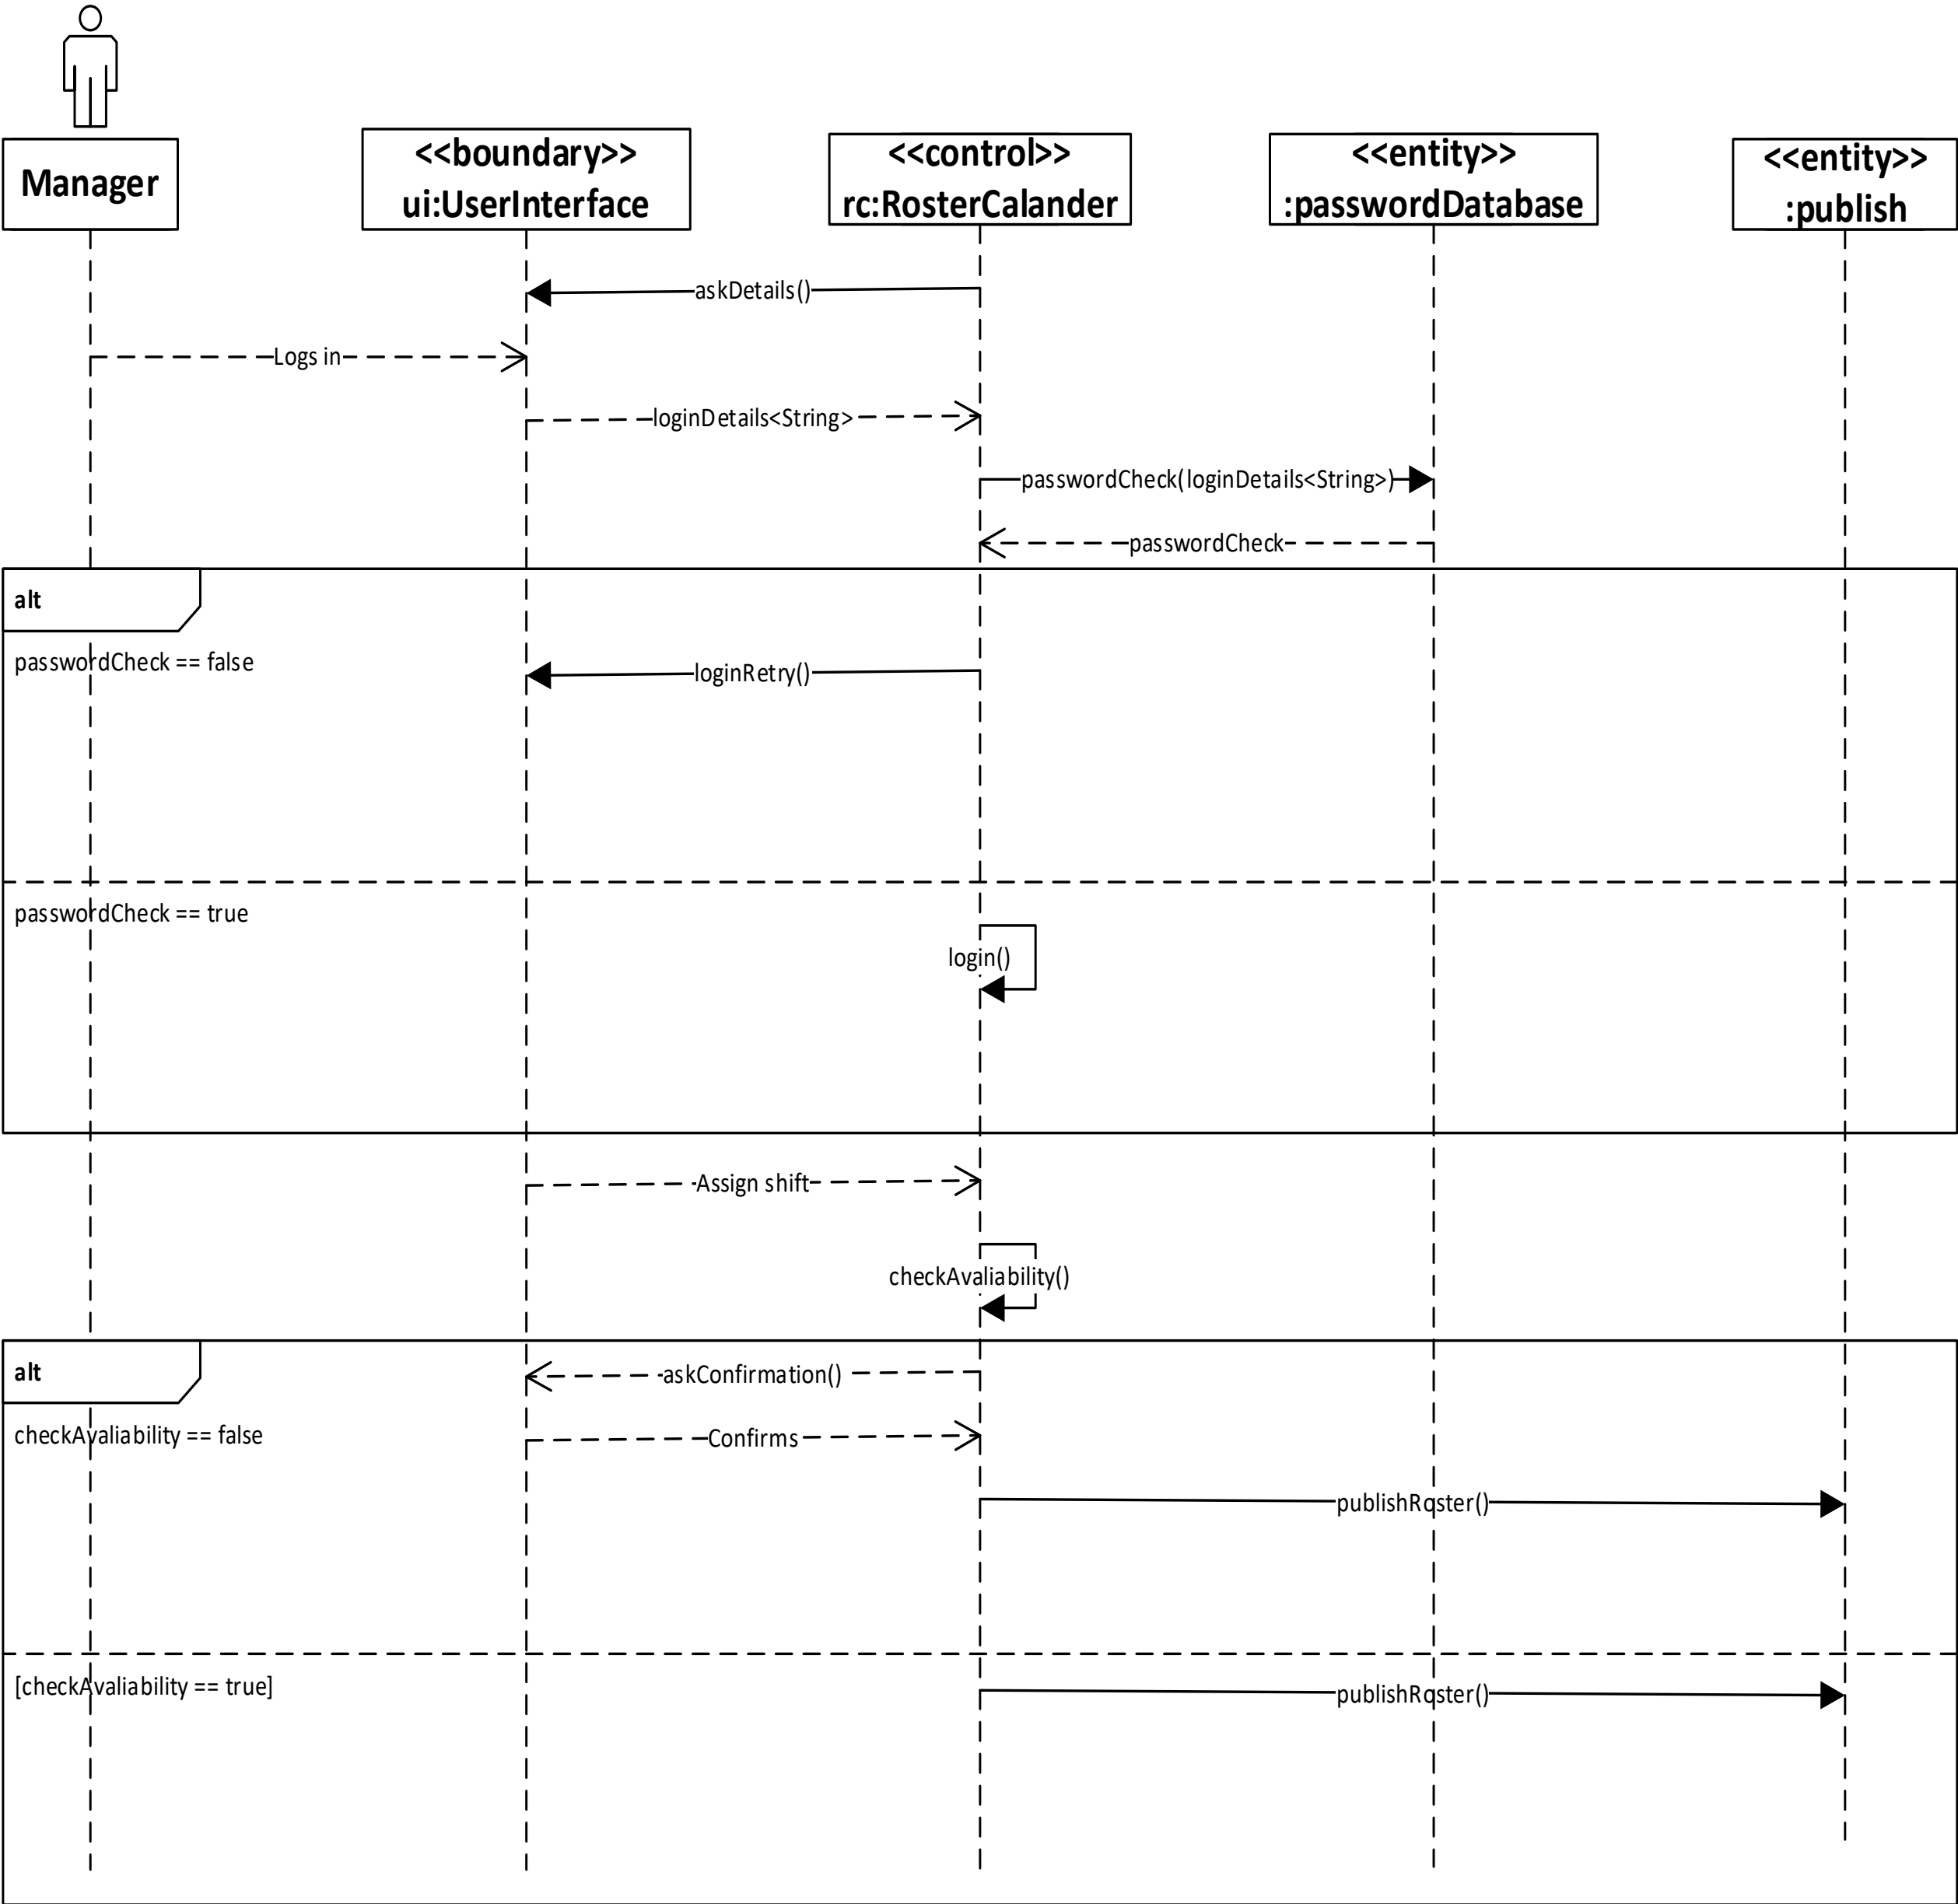 Manager
<<boundary>>
ui:UserInterface
<<control>>
rc:RosterCalander
<<entity>>
:passwordDatabase
<<entity>>
:publish
askDetails()
Logs in
loginDetails<String>
passwordCheck(loginDetails<String>)
passwordCheck
alt
passwordCheck == false
loginRetry()
passwordCheck == true
login()
Assign shift
checkAvaliability()
alt
askConfirmation()
checkAvaliability == false
Confirms
publishRoster()
[checkAvaliability == true]
publishRoster()